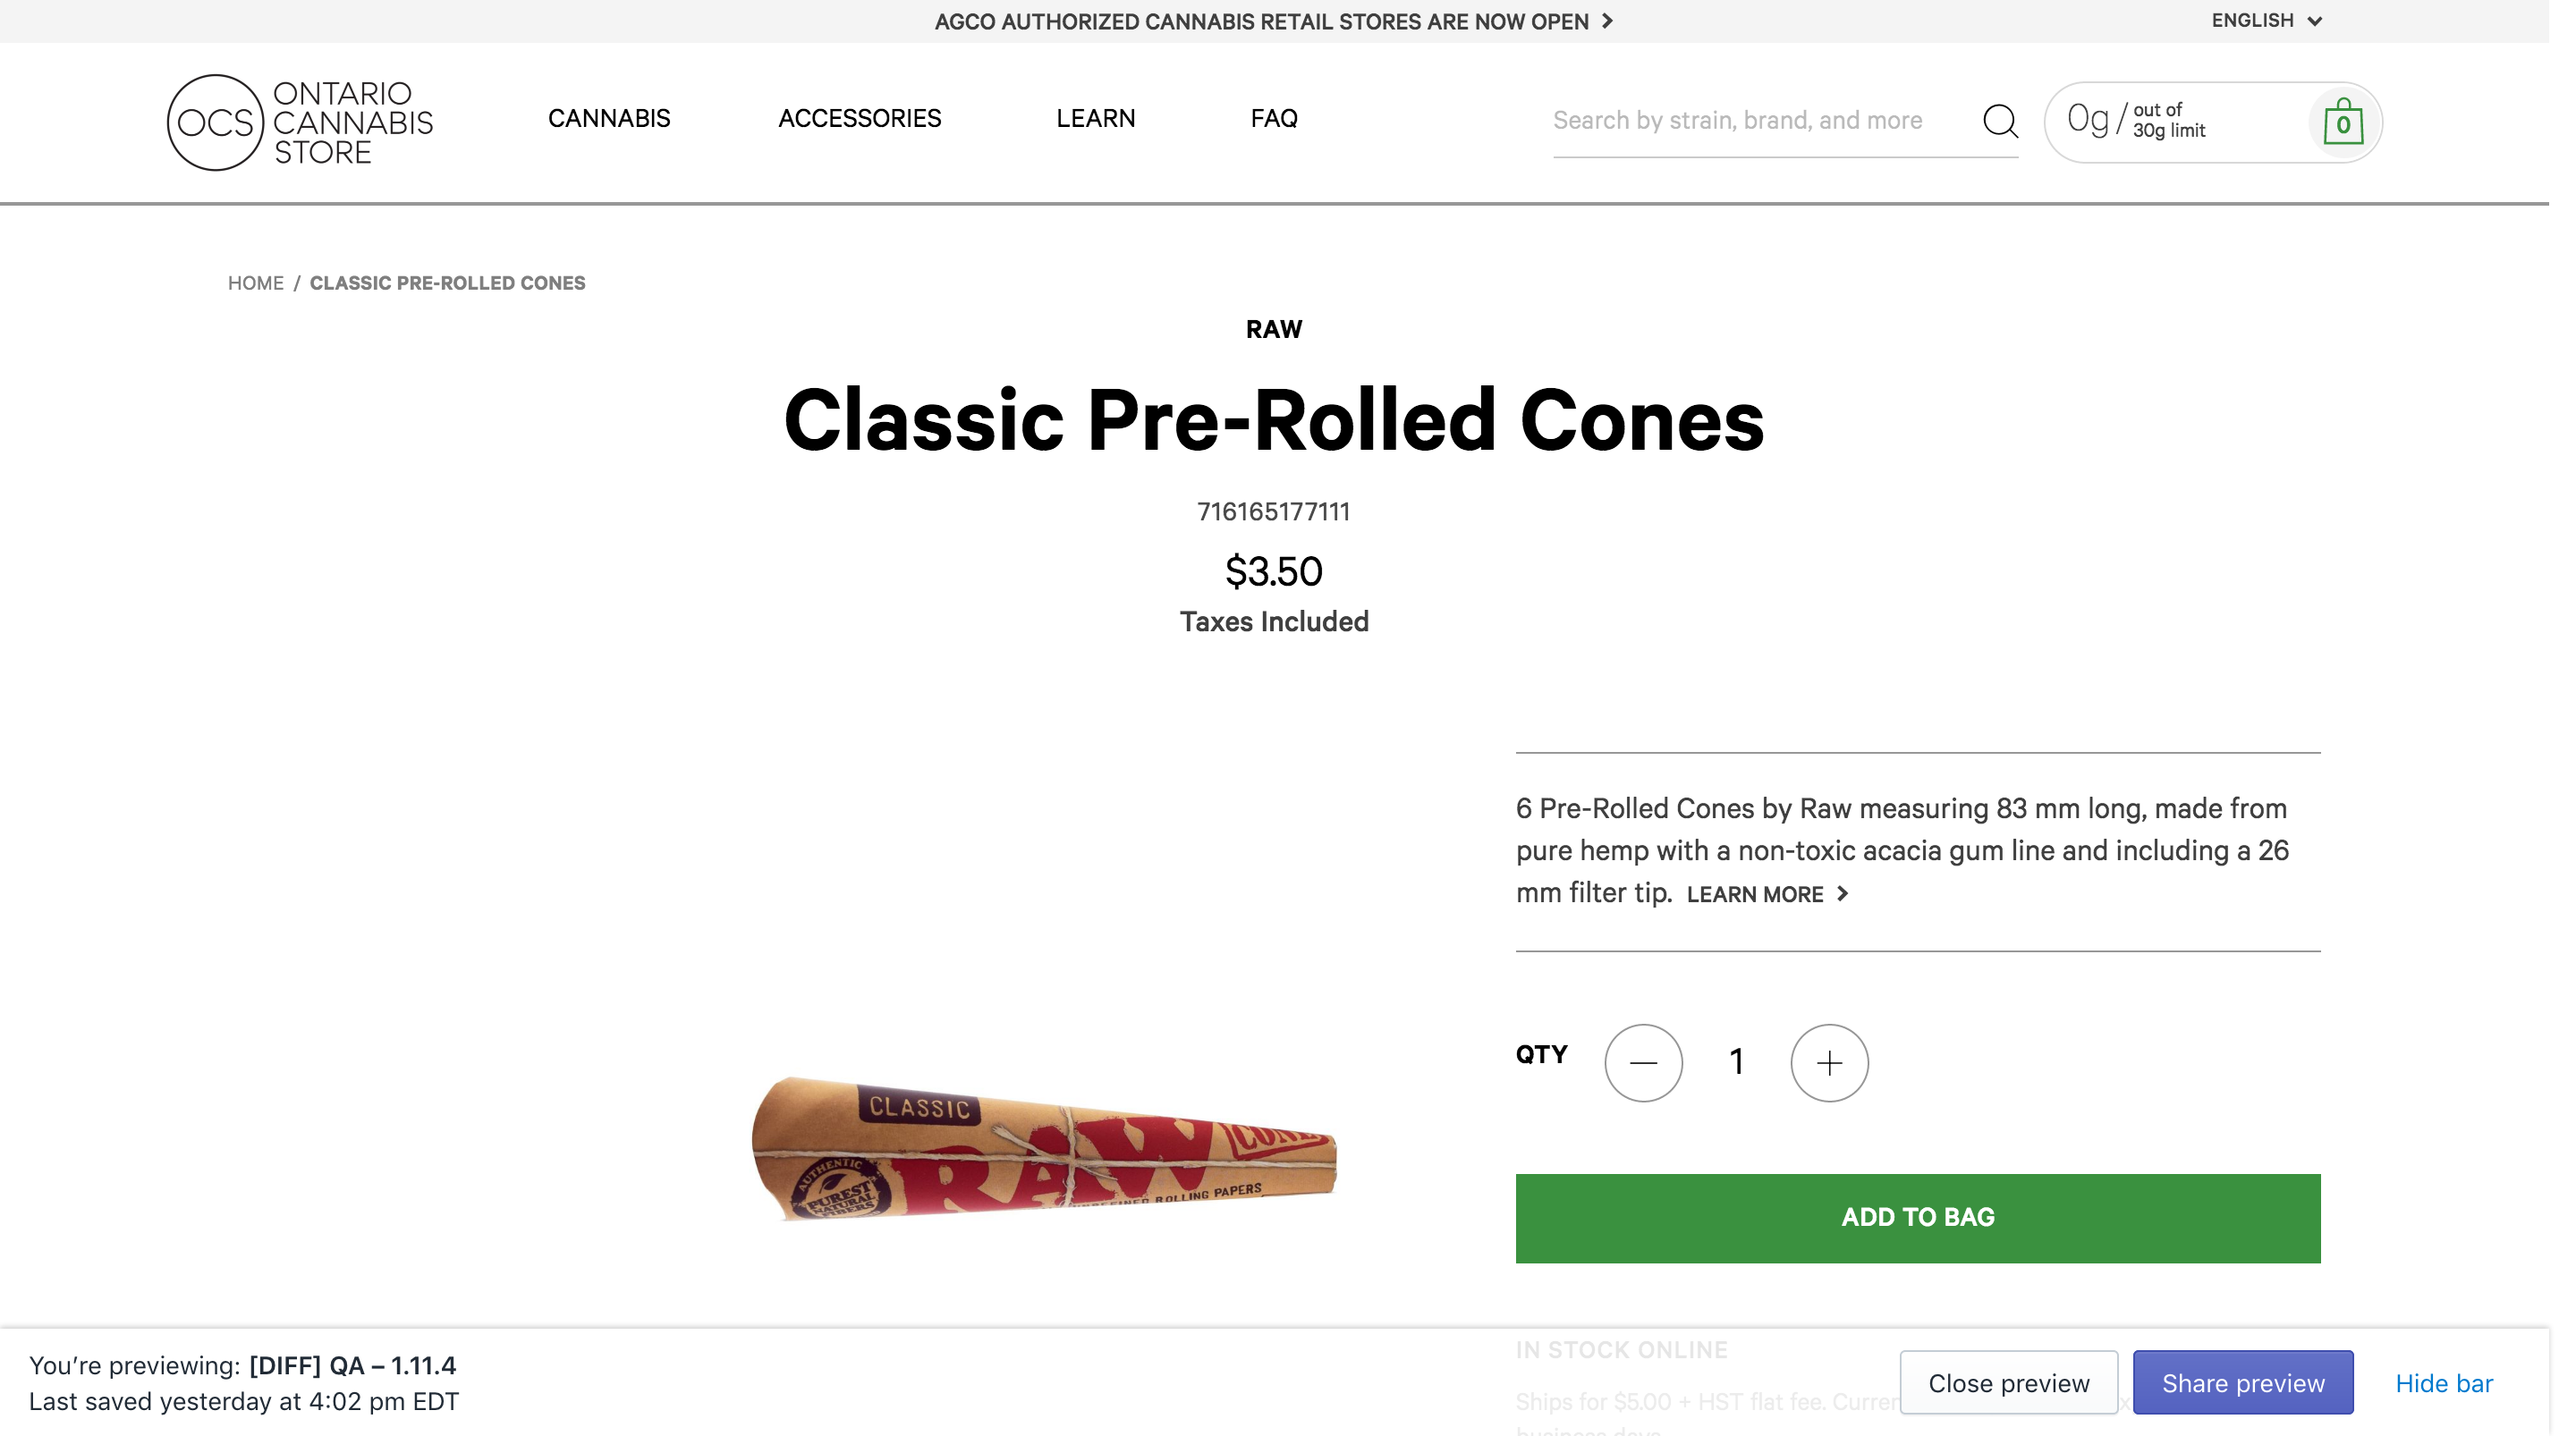 AGCO AUTHORIZED CANNABIS RETAIL STORES ARE NOW OPEN
ENGLISH
OCS ONTARIO
CANNABIS
STORE
CANNABIS
ACCESSORIES
LEARN
FAQ
Search by strain, brand, and more
0g / out of
30g limit
0
HOME / CLASSIC PRE-ROLLED CONES
RAW
Classic Pre-Rolled Cones
716165177111
$3.50
Taxes Included
6 Pre-Rolled Cones by Raw measuring 83 mm long, made from
pure hemp with a non-toxic acacia gum line and including a 26
mm filter tip. LEARN MORE
QTY
1
CLASSIC
RAW
AUTHENTIC
PUREST
NATURAL
FIBERS
ROLLING PAPERS
ADD TO BAG
IN STOCK ONLINE
Ships for $5.00 + HST flat fee.
business days
You’re previewing: [DIFF] QA – 1.11.4
Last saved yesterday at 4:02 pm EDT
Close preview
Share preview
Hide bar